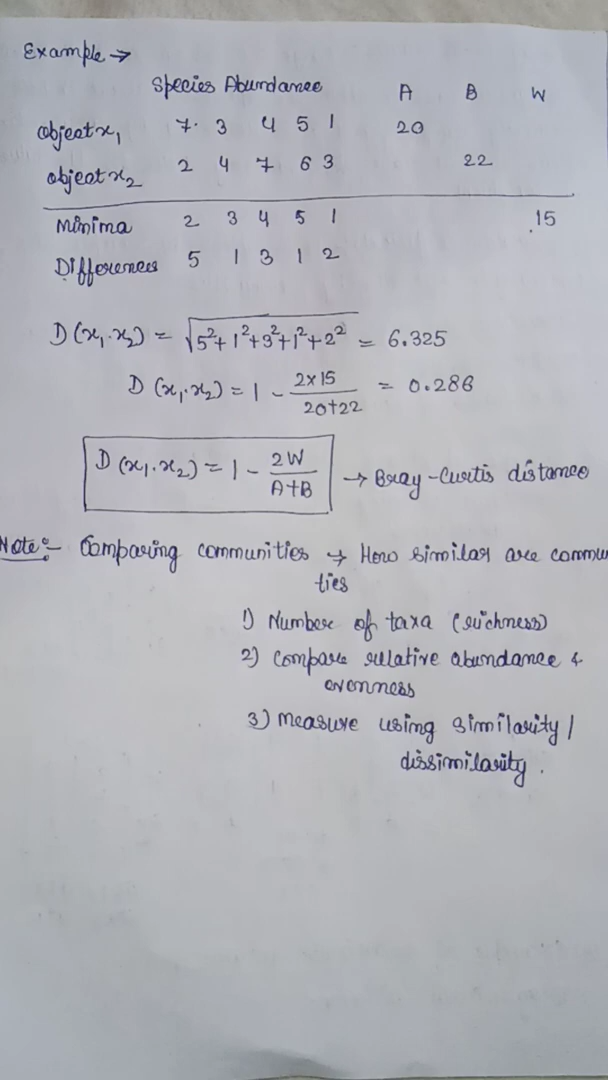 Example →
Species Abundance A B W
Object x₁ 7. 3 4 5 1 20
Object x₂ 2 4 7 6 3 22
Minima 2 3 4 5 1 .15
Differences 5 1 3 1 2
D(x₁.x₂) = √5²+1²+3²+1²+2² = 6.325
D(x₁.x₂) = 1 - 2×15/20+22 = 0.286
D(x₁.x₂) = 1 - 2W/A+B → Bray-Curtis distance
Note:- Comparing communities → How similar are commu
ties
1) Number of taxa (richness)
2) Compare relative abundance &
evenness
3) Measure using similarity/
dissimilarity.